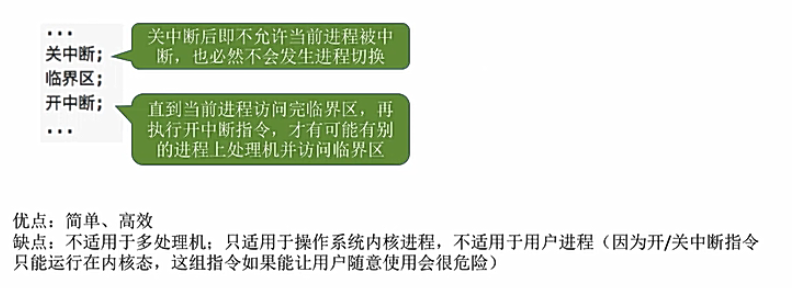 ...
关中断;
临界区;
开中断;
...
关中断后即不允许当前进程被中
断，也必然不会发生进程切换
直到当前进程访问完临界区，再
执行开中断指令，才有可能有别
的进程上处理机并访问临界区
优点：简单、高效
缺点：不适用于多处理机；只适用于操作系统内核进程，不适用于用户进程（因为开/关中断指令
只能运行在内核态，这组指令如果能让用户随意使用会很危险）